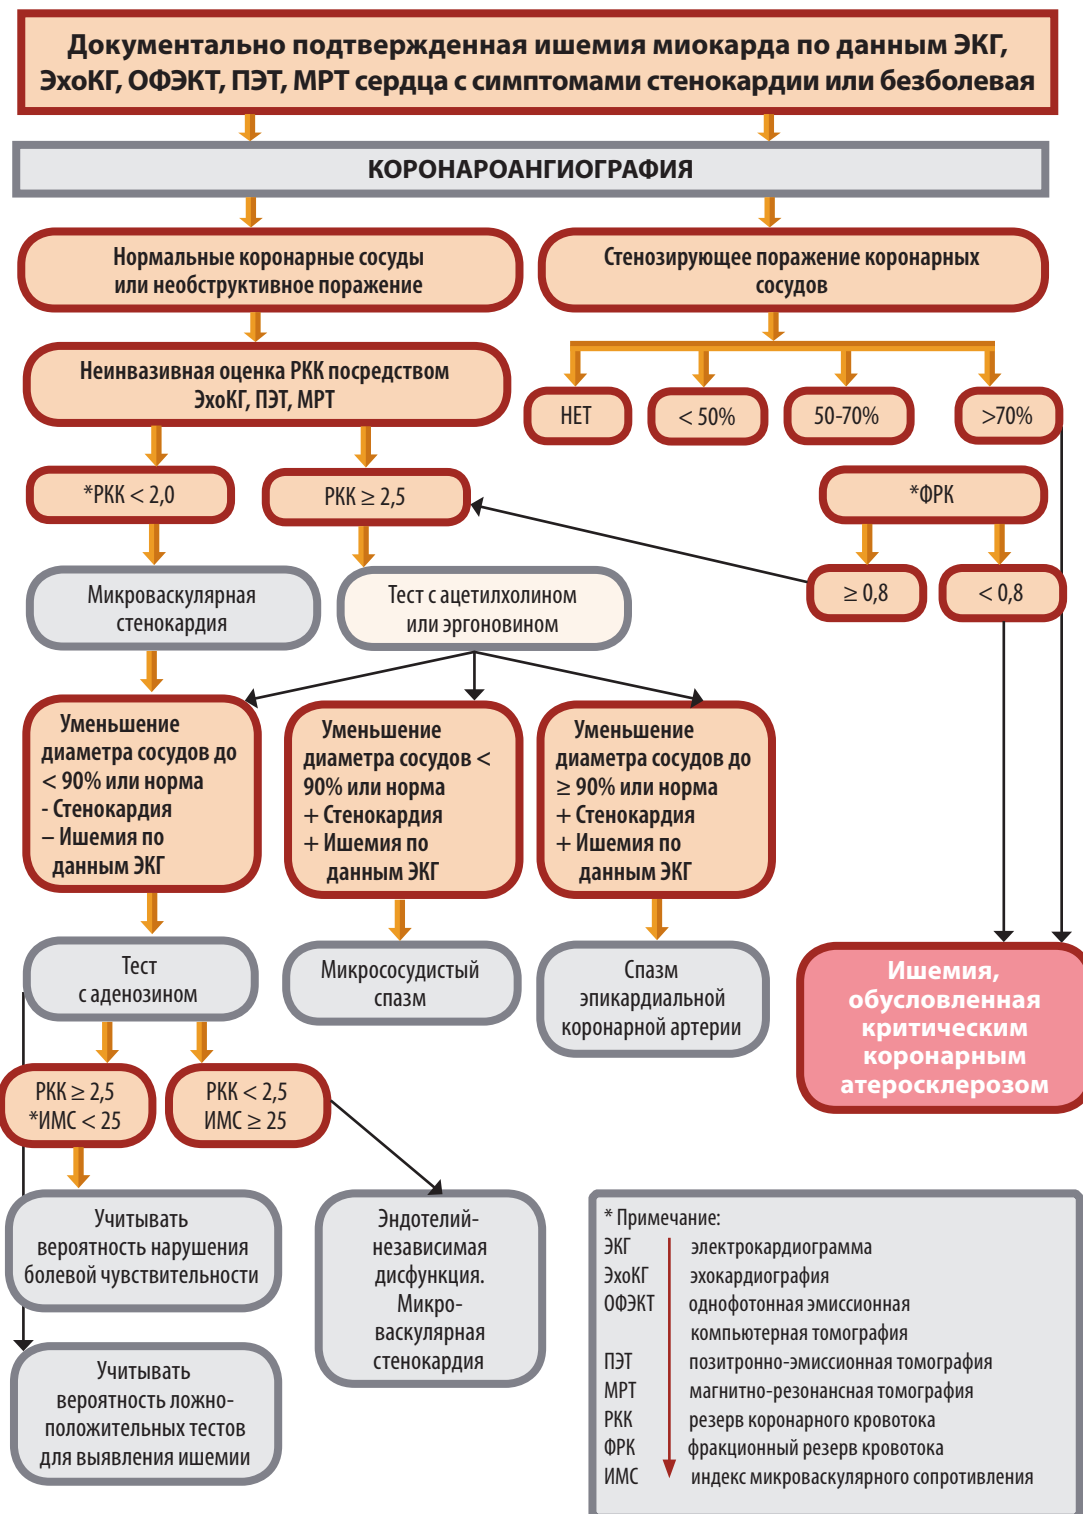 Документально подтвержденная ишемия миокарда по данным ЭКГ,
ЭхоКГ, ОФЭКТ, ПЭТ, МРТ сердца с симптомами стенокардии или безболевая
КОРОНАРОАНГИОГРАФИЯ
Нормальные коронарные сосуды
или необструктивное поражение
Стенозирующее поражение коронарных
сосудов
Неинвазивная оценка РКК посредством
ЭхоКГ, ПЭТ, МРТ
НЕТ
< 50%
50-70%
>70%
*РКК < 2,0
РКК ≥ 2,5
*ФРК
≥ 0,8
< 0,8
Микроваскулярная
стенокардия
Тест с ацетилхолином
или эргоновином
Уменьшение
диаметра сосудов до
< 90% или норма
- Стенокардия
– Ишемия по
данным ЭКГ
Уменьшение
диаметра сосудов <
90% или норма
+ Стенокардия
+ Ишемия по
данным ЭКГ
Уменьшение
диаметра сосудов до
≥ 90% или норма
+ Стенокардия
+ Ишемия по
данным ЭКГ
Тест
с аденозином
Микрососудистый
спазм
Спазм
эпикардиальной
коронарной артерии
Ишемия,
обусловленная
критическим
коронарным
атеросклерозом
РКК ≥ 2,5
*ИМС < 25
РКК < 2,5
ИМС ≥ 25
Учитывать
вероятность нарушения
болевой чувствительности
Эндотелий-
независимая
дисфункция.
Микро-
васкулярная
стенокардия
Учитывать
вероятность ложно-
положительных тестов
для выявления ишемии
* Примечание:
ЭКГ электрокардиограмма
ЭхоКГ эхокардиография
ОФЭКТ однофотонная эмиссионная
компьютерная томография
ПЭТ позитронно-эмиссионная томография
МРТ магнитно-резонансная томография
РКК резерв коронарного кровотока
ФРК фракционный резерв кровотока
ИМС индекс микроваскулярного сопротивления